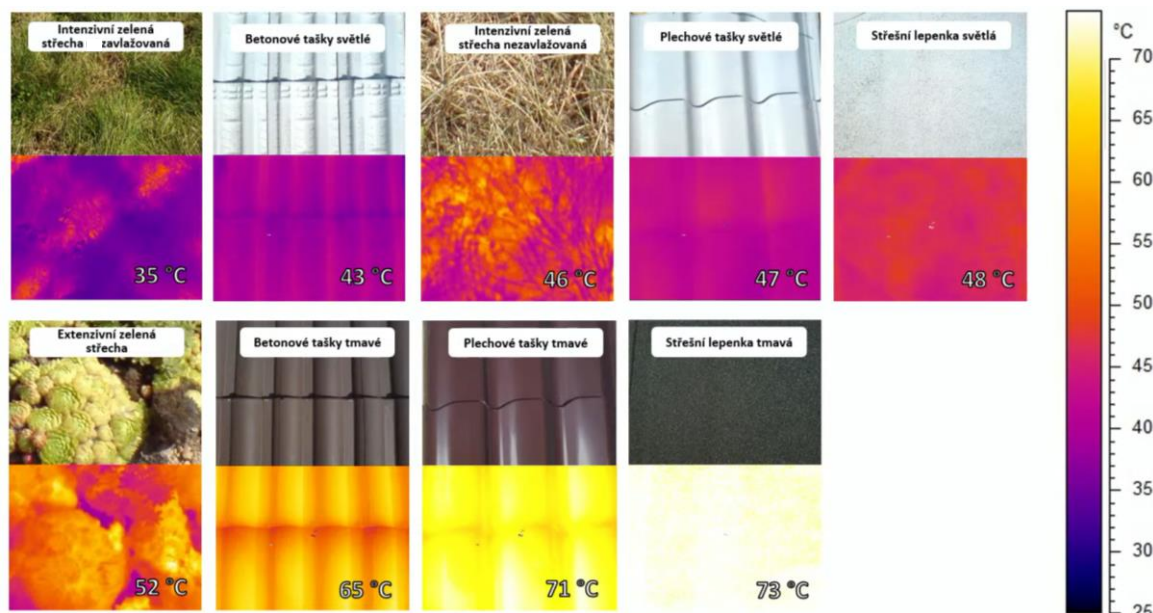 Intenzivní zelená
střecha zavlažovaná
Betonové tašky světlé
Intenzivní zelená
střecha nezavlažovaná
Plechové tašky světlé
Střešní lepenka světlá
35 °C
43 °C
46 °C
47 °C
48 °C
Extenzivní zelená
střecha
Betonové tašky tmavé
Plechové tašky tmavé
Střešní lepenka tmavá
52 °C
65 °C
71 °C
73 °C
°C
70
65
60
55
50
45
40
35
30
25